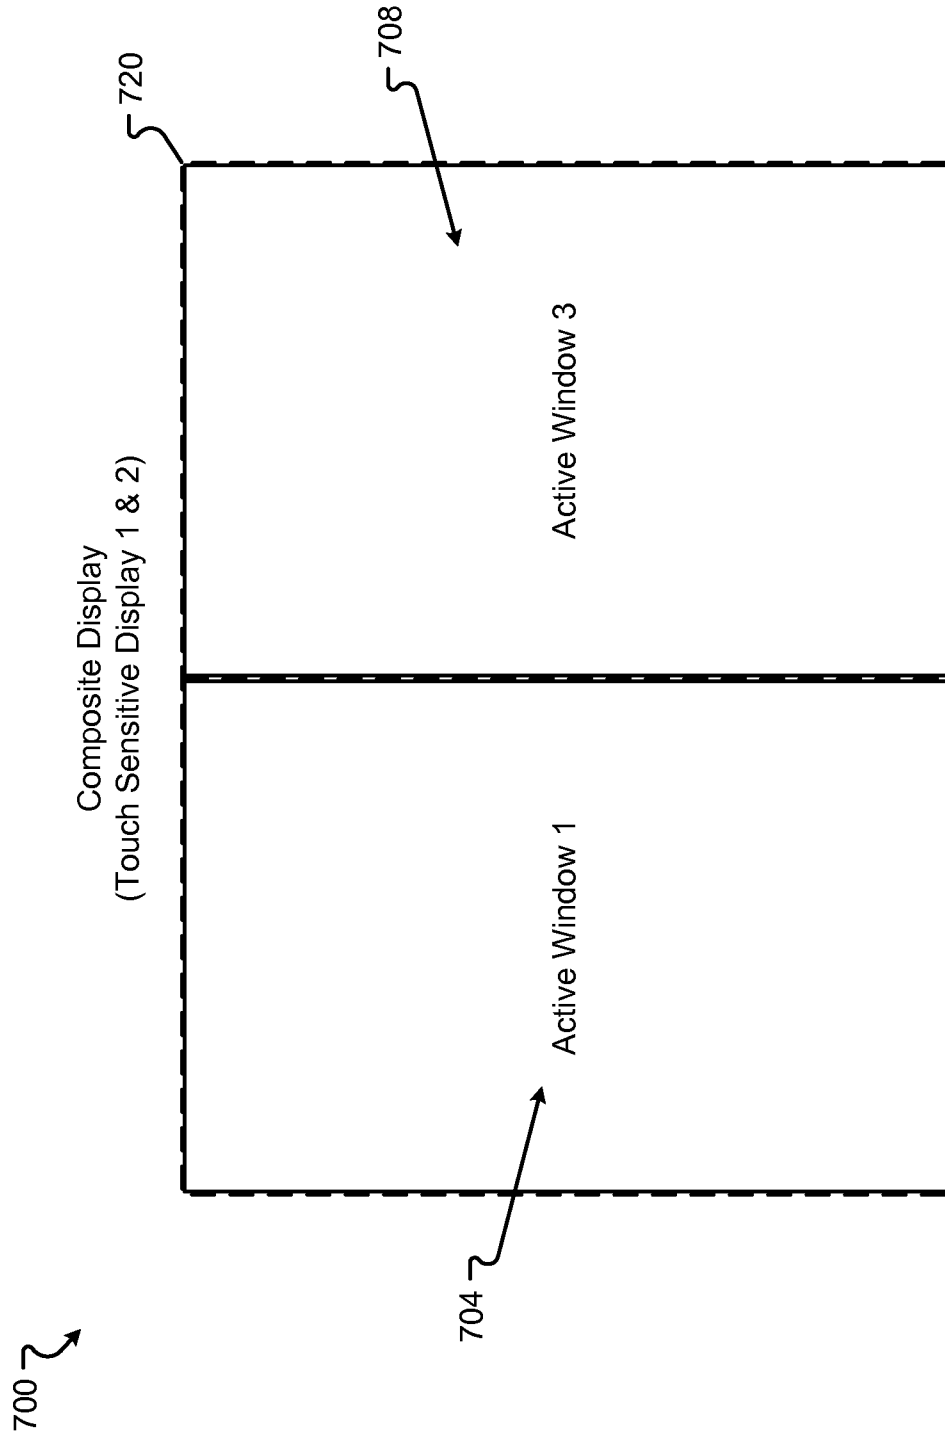 700
Composite Display
(Touch Sensitive Display 1 & 2)
720
704
Active Window 1
Active Window 3
708